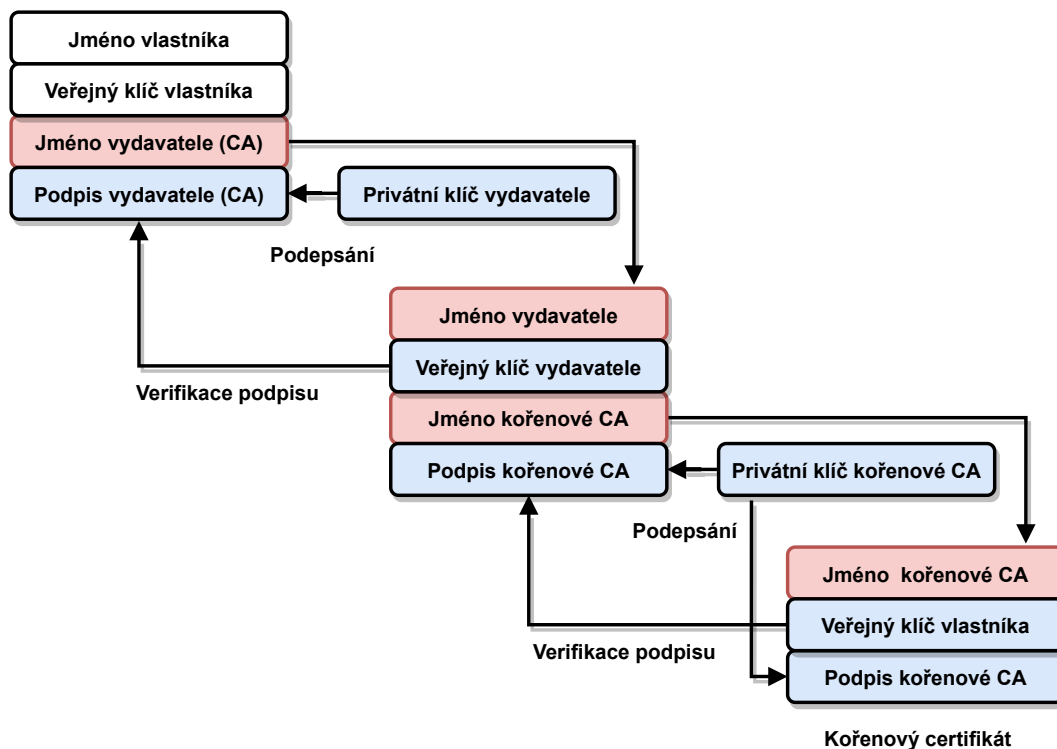 Jméno vlastníka
Veřejný klíč vlastníka
Jméno vydavatele (CA)
Podpis vydavatele (CA)
Privátní klíč vydavatele
Podepsání
Jméno vydavatele
Veřejný klíč vydavatele
Verifikace podpisu
Jméno kořenové CA
Podpis kořenové CA
Privátní klíč kořenové CA
Podepsání
Jméno kořenové CA
Veřejný klíč vlastníka
Verifikace podpisu
Podpis kořenové CA
Kořenový certifikát